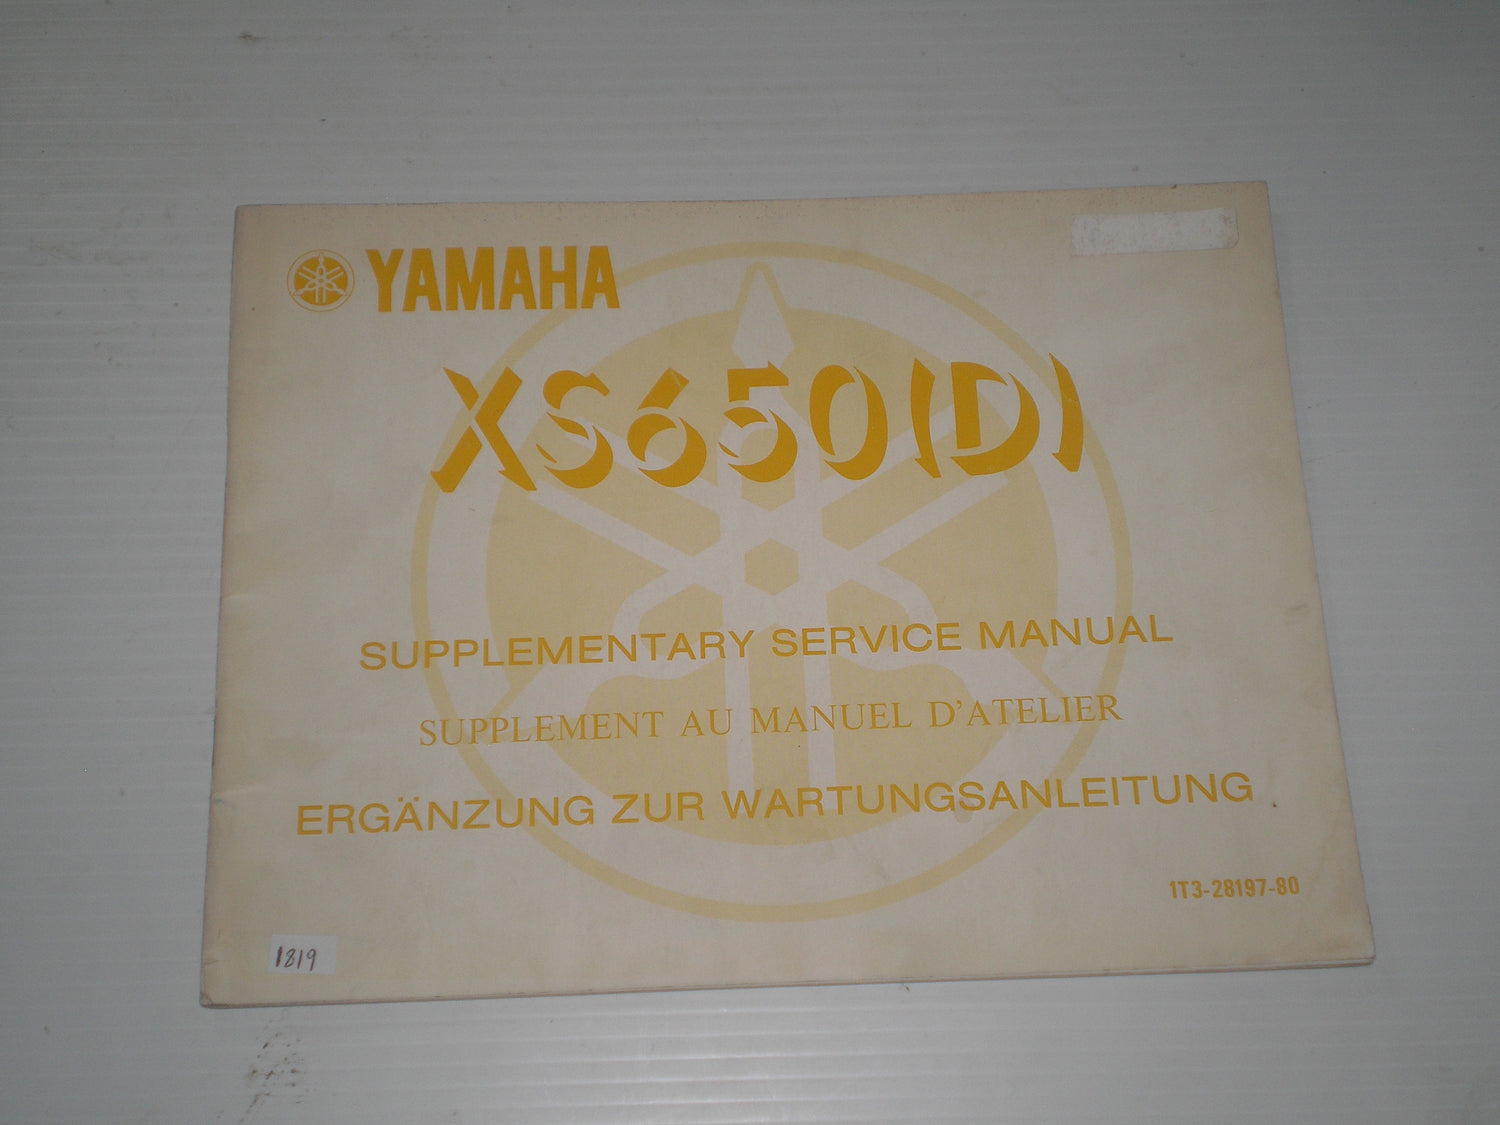 YAMAHA
XS650(D)
SUPPLEMENTARY SERVICE MANUAL
SUPPLEMENT AU MANUEL D'ATELIER
ERGÄNZUNG ZUR WARTUNGSANLEITUNG
1T3-28197-80
1819